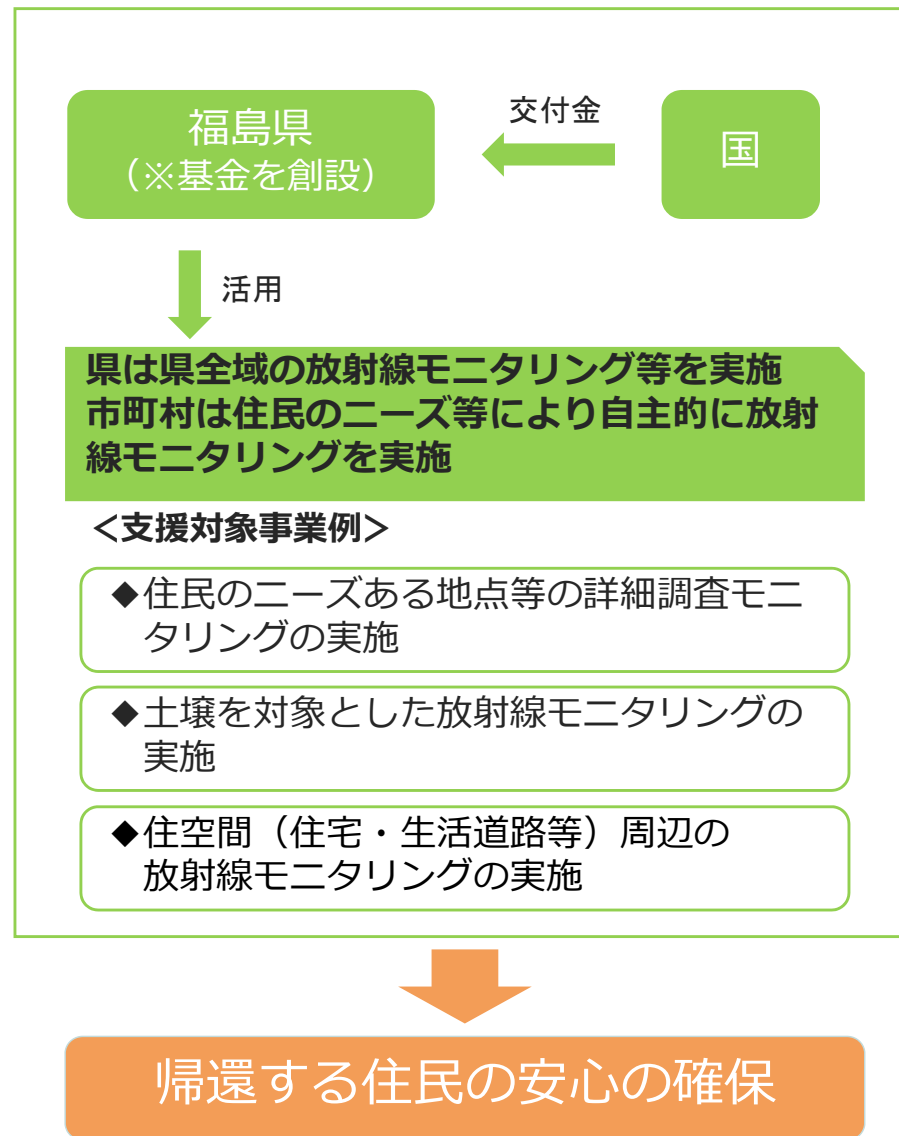 福島県
（※基金を創設）
交付金
国
活用
県は県全域の放射線モニタリング等を実施
市町村は住民のニーズ等により自主的に放射
線モニタリングを実施
＜支援対象事業例＞
◆住民のニーズある地点等の詳細調査モニ
タリングの実施
◆土壌を対象とした放射線モニタリングの
実施
◆住空間（住宅・生活道路等）周辺の
放射線モニタリングの実施
帰還する住民の安心の確保